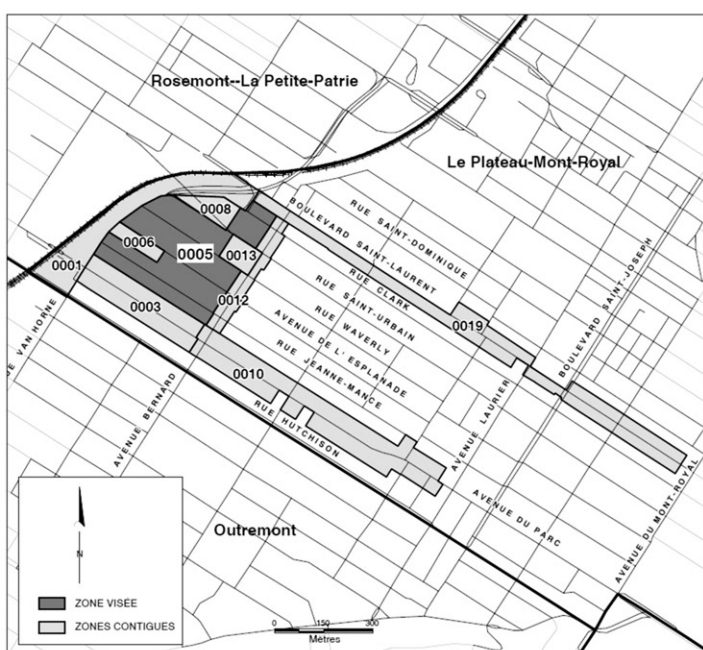 Rosemont--La Petite-Patrie
Le Plateau-Mont-Royal
0008
0006
0005
0013
0001
0003
0012
0010
0019
BOULEVARD SAINT-LAURENT
RUE SAINT-DOMINIQUE
RUE CLARK
RUE SAINT-URBAIN
RUE WAVERLY
AVENUE DE L' ESPLANADE
RUE JEANNE-MANCE
BOULEVARD SAINT-JOSEPH
E VAN HORNE
AVENUE BERNARD
RUE HUTCHISON
AVENUE LAURIER
AVENUE DU PARC
AVENUE DU MONT-ROYAL
Outremont
N
ZONE VISÉE
ZONES CONTIGUES
0 150 300
Mètres